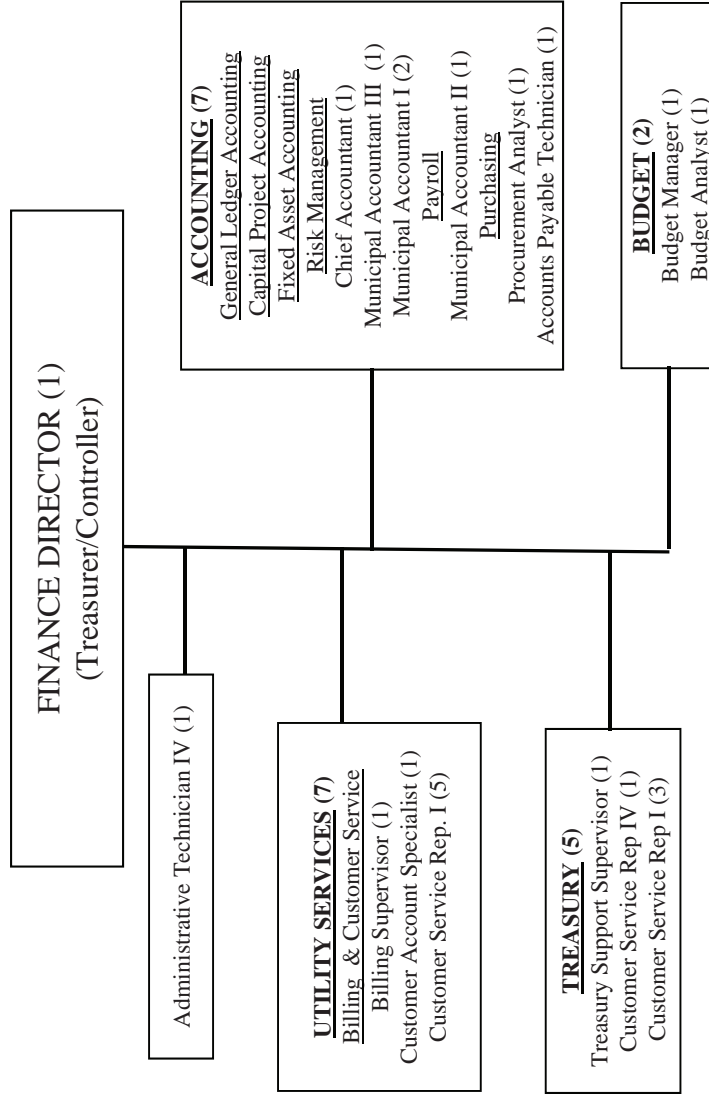 FINANCE DIRECTOR (1)
(Treasurer/Controller)
Administrative Technician IV (1)
UTILITY SERVICES (7)
Billing & Customer Service
Billing Supervisor (1)
Customer Account Specialist (1)
Customer Service Rep. I (5)
ACCOUNTING (7)
General Ledger Accounting
Capital Project Accounting
Fixed Asset Accounting
Risk Management
Chief Accountant (1)
Municipal Accountant III (1)
Municipal Accountant I (2)
Payroll
Municipal Accountant II (1)
Purchasing
Procurement Analyst (1)
Accounts Payable Technician (1)
TREASURY (5)
Treasury Support Supervisor (1)
Customer Service Rep IV (1)
Customer Service Rep I (3)
BUDGET (2)
Budget Manager (1)
Budget Analyst (1)